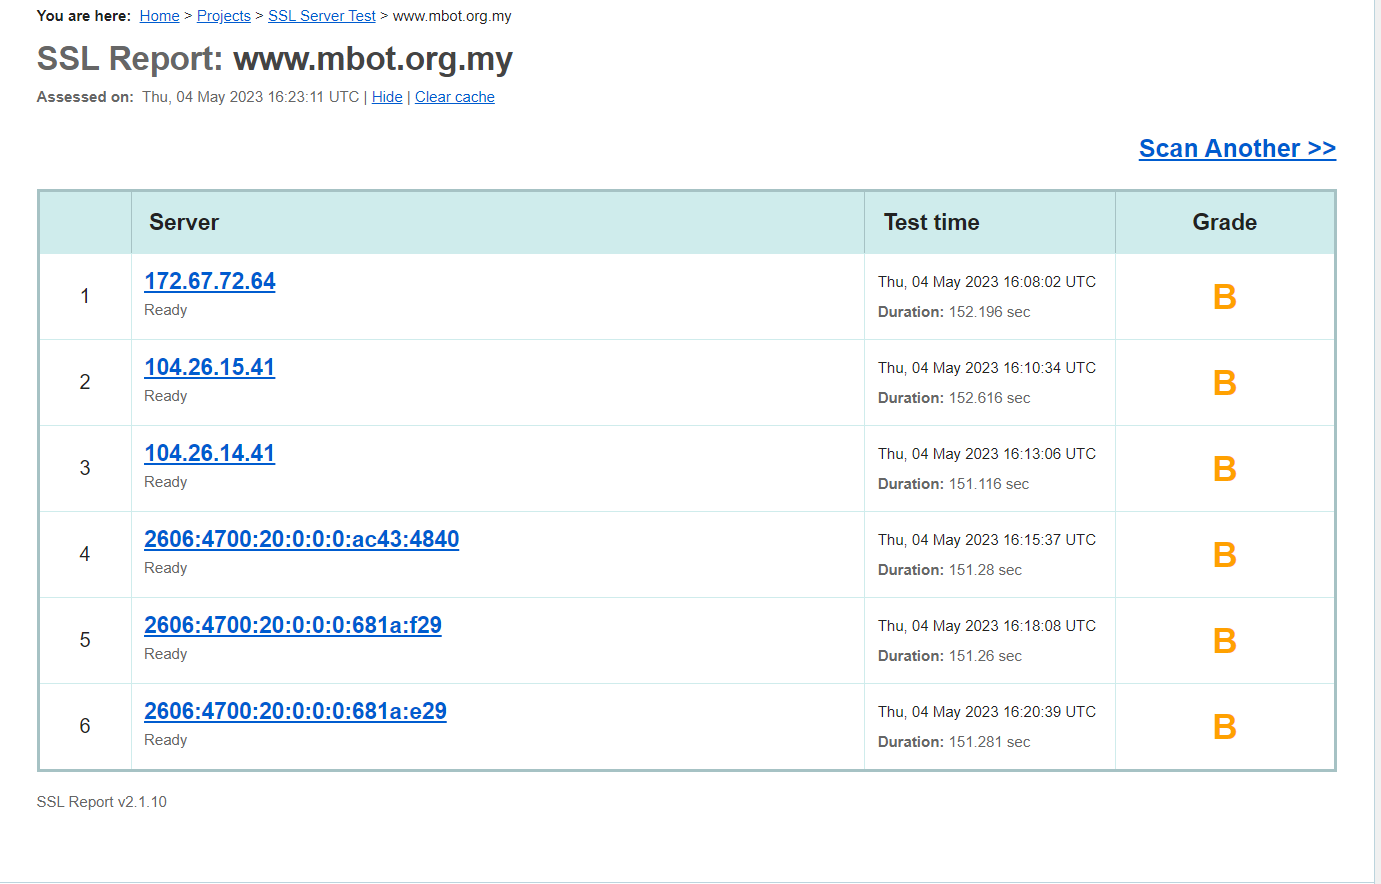 You are here: Home > Projects > SSL Server Test > www.mbot.org.my
SSL Report: www.mbot.org.my
Assessed on: Thu, 04 May 2023 16:23:11 UTC | Hide | Clear cache
Scan Another >>
Server Test time Grade
1 172.67.72.64 Thu, 04 May 2023 16:08:02 UTC B
Ready Duration: 152.196 sec
2 104.26.15.41 Thu, 04 May 2023 16:10:34 UTC B
Ready Duration: 152.616 sec
3 104.26.14.41 Thu, 04 May 2023 16:13:06 UTC B
Ready Duration: 151.116 sec
4 2606:4700:20:0:0:0:ac43:4840 Thu, 04 May 2023 16:15:37 UTC B
Ready Duration: 151.28 sec
5 2606:4700:20:0:0:0:681a:f29 Thu, 04 May 2023 16:18:08 UTC B
Ready Duration: 151.26 sec
6 2606:4700:20:0:0:0:681a:e29 Thu, 04 May 2023 16:20:39 UTC B
Ready Duration: 151.281 sec
SSL Report v2.1.10